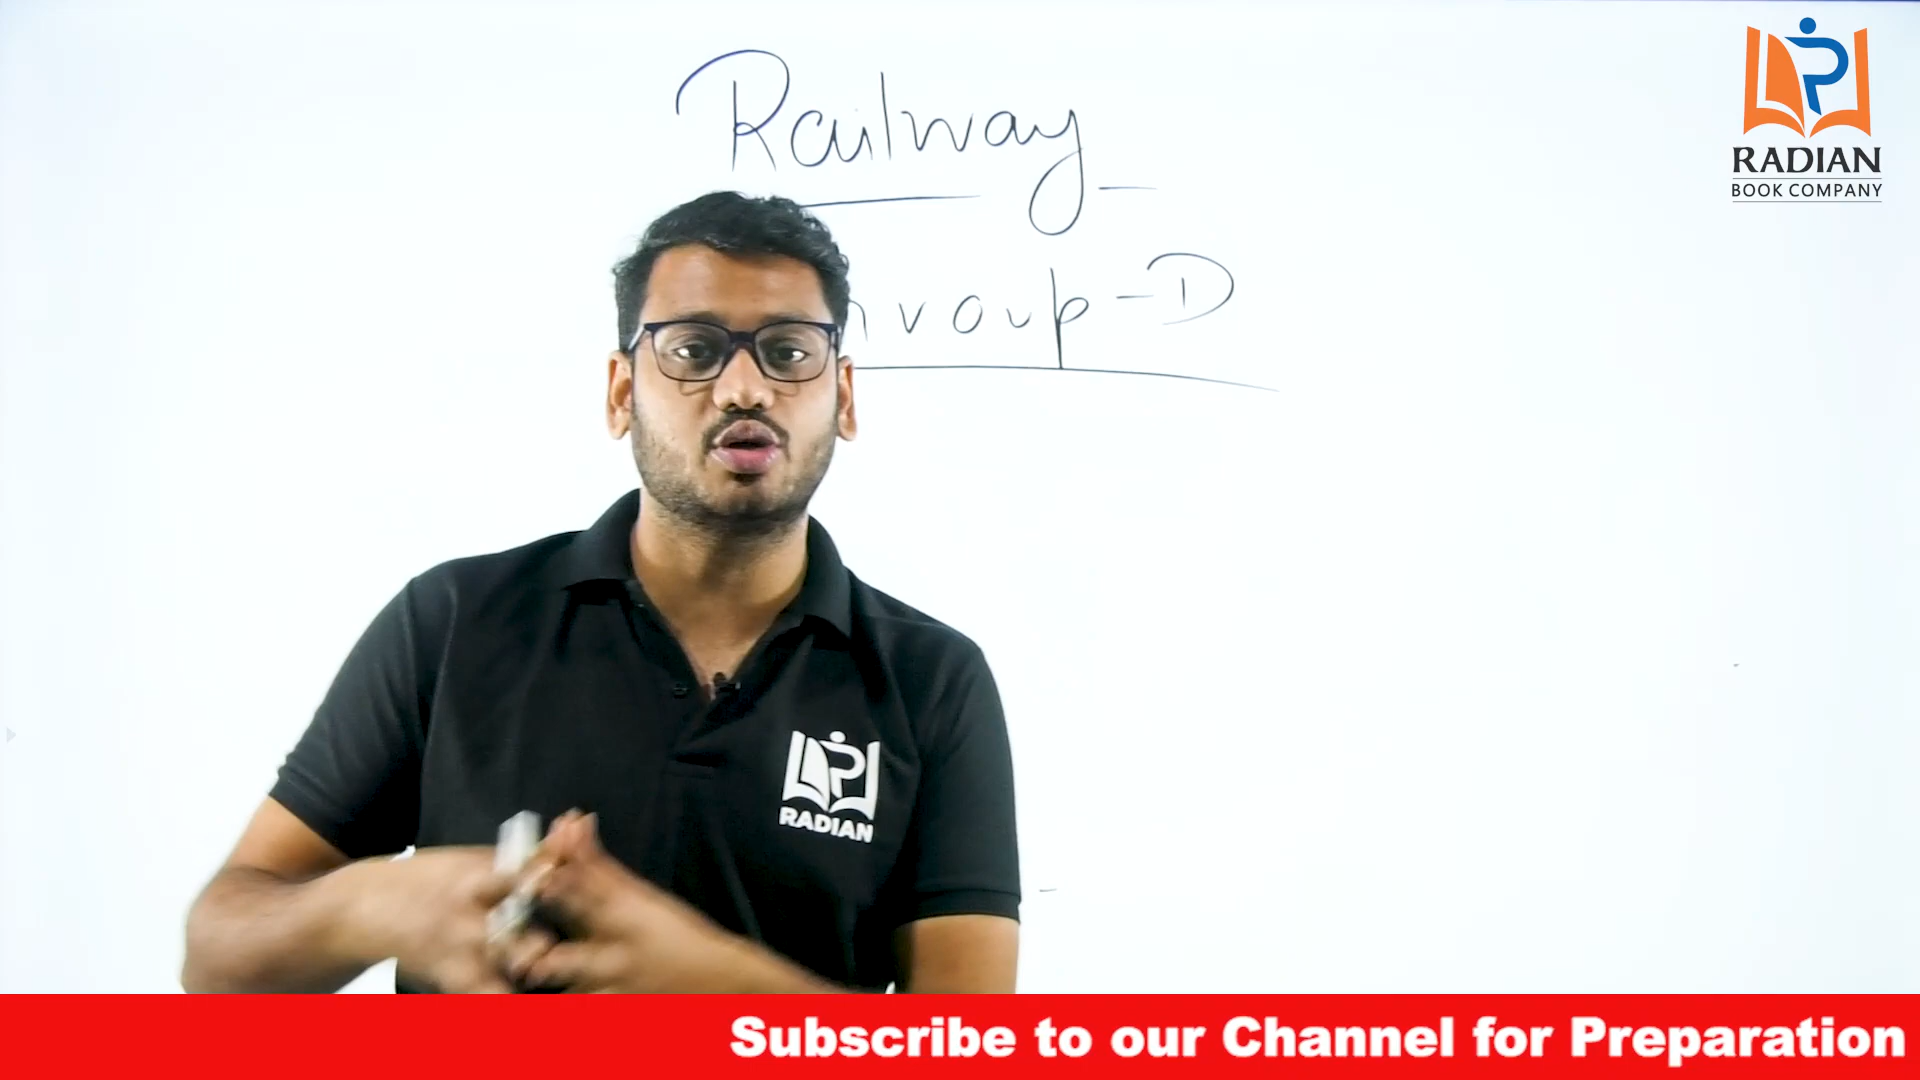 Railway
Group-D
RADIAN
BOOK COMPANY
RADIAN
Subscribe to our Channel for Preparation